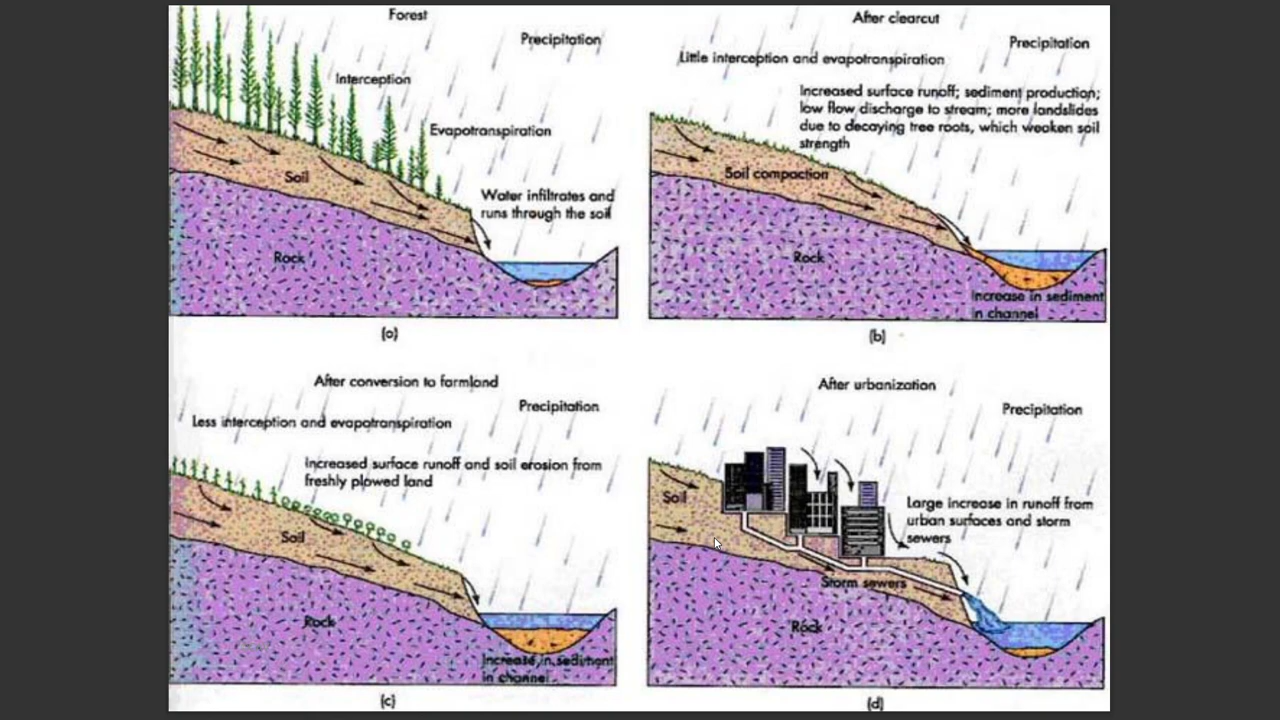 Forest
Precipitation
Interception
Evapotranspiration
Soil
Water infiltrates and
runs through the soil
Rock
(a)
After clearcut
Precipitation
Little interception and evapotranspiration
Increased surface runoff; sediment production;
low flow discharge to stream; more landslides
due to decaying tree roots, which weaken soil
strength
Soil compaction
Rock
Increase in sediment
in channel
(b)
After conversion to farmland
Precipitation
Less interception and evapotranspiration
Increased surface runoff and soil erosion from
freshly plowed land
Soil
Rock
Increase in sediment
in channel
(c)
After urbanization
Precipitation
Soil
Large increase in runoff from
urban surfaces and storm
sewers
Storm sewers
Rock
(d)